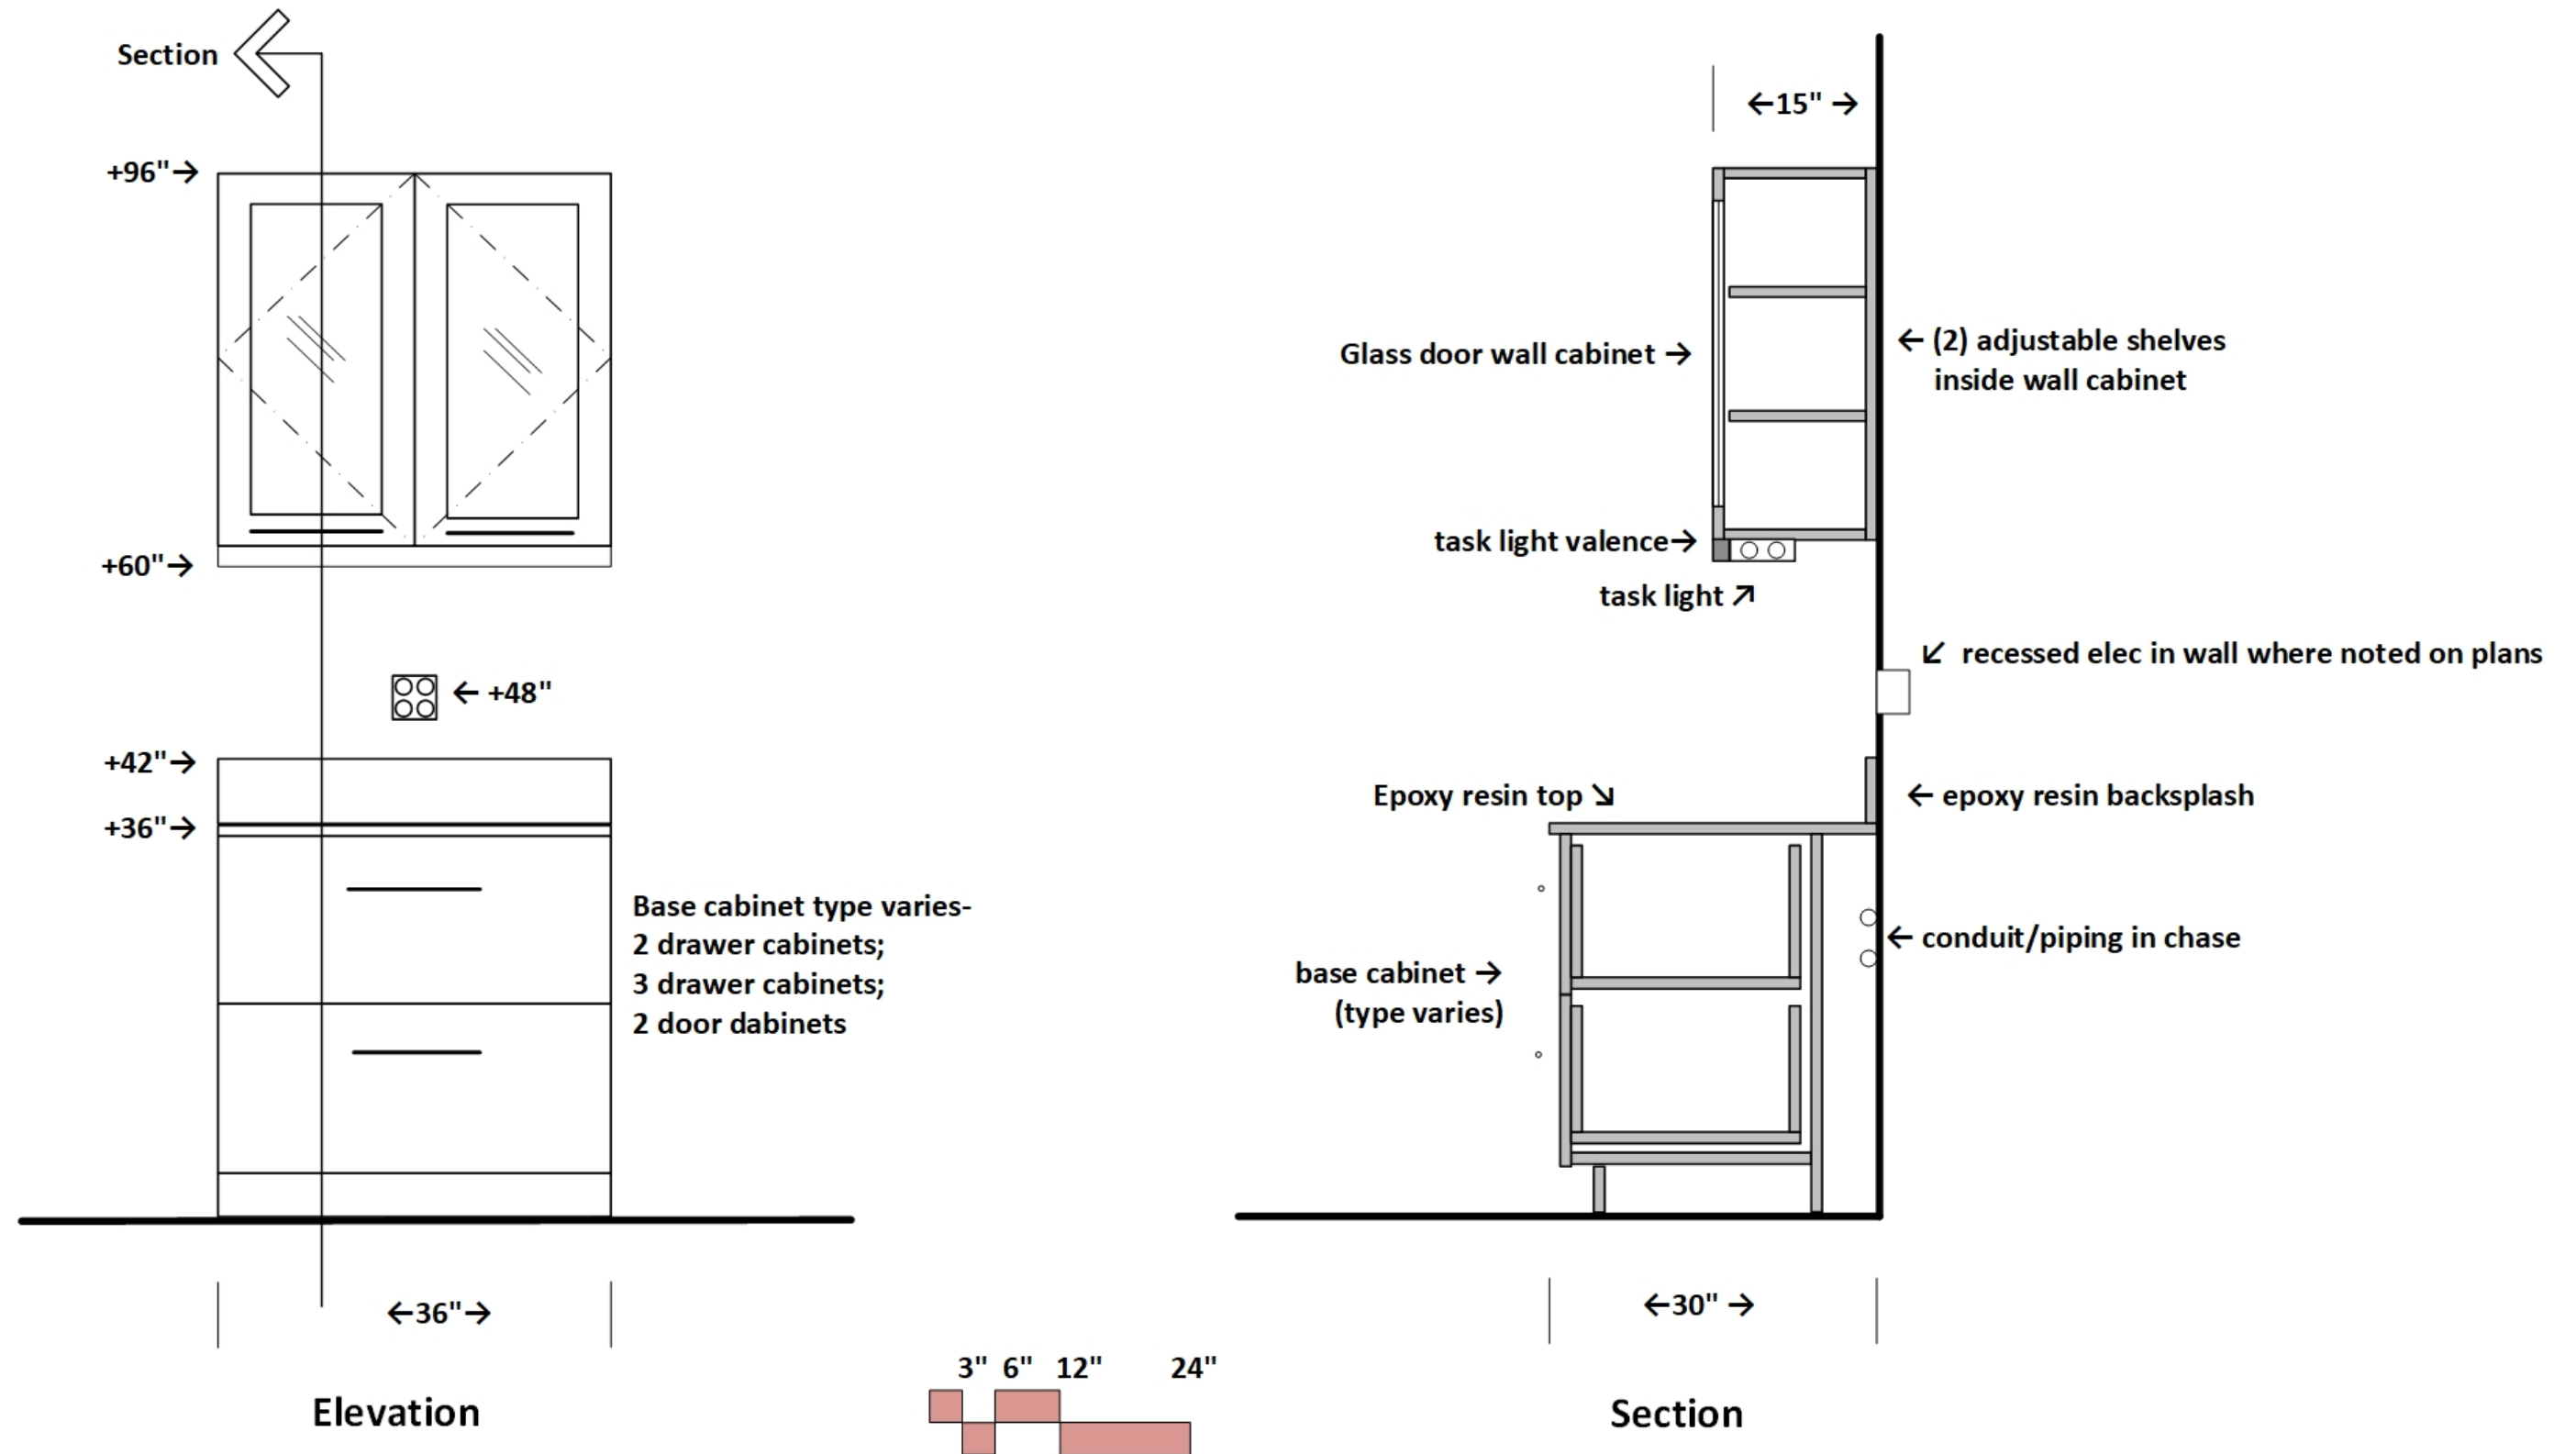 Section
←15" →
+96"→
Glass door wall cabinet →
← (2) adjustable shelves
inside wall cabinet
task light valence→
+60"→
task light ↗
↙ recessed elec in wall where noted on plans
← +48"
+42"→
Epoxy resin top ↘
← epoxy resin backsplash
+36"→
Base cabinet type varies-
2 drawer cabinets;
3 drawer cabinets;
2 door dabinets
← conduit/piping in chase
base cabinet →
(type varies)
←36"→
←30" →
3" 6" 12" 24"
Elevation
Section